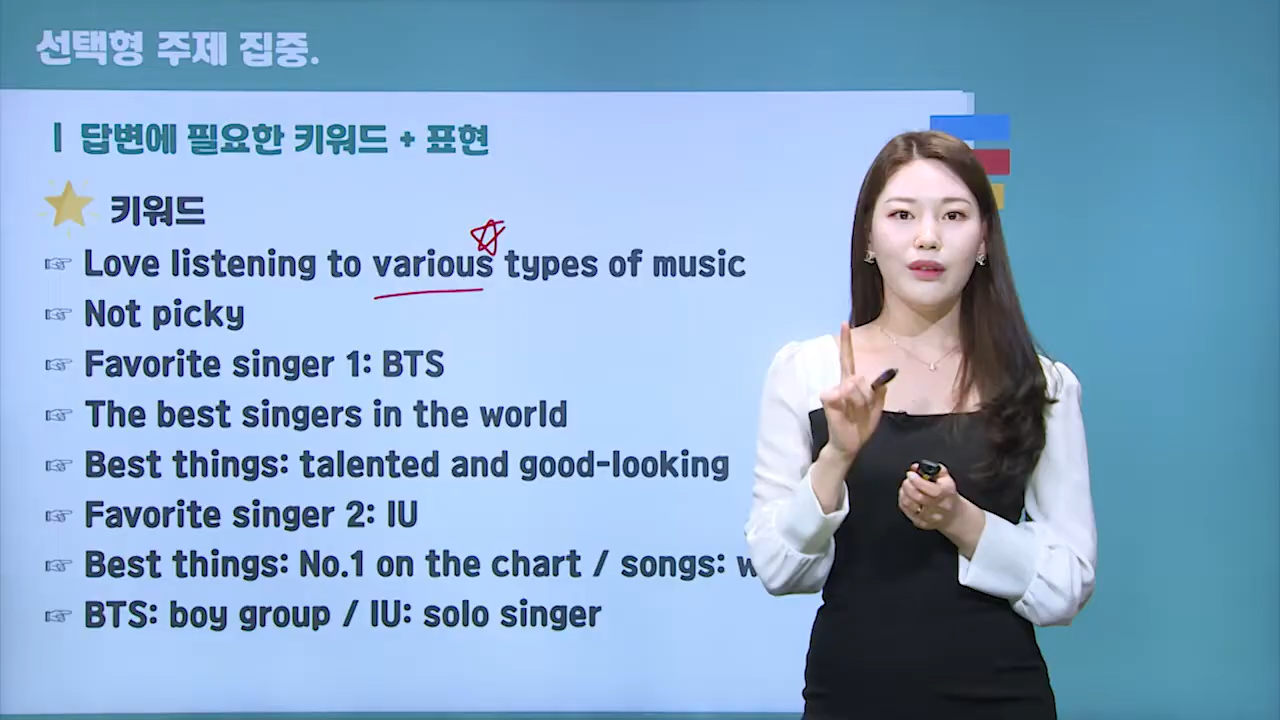 선택형 주제 집중.
| 답변에 필요한 키워드 + 표현
키워드
☞ Love listening to various types of music
☞ Not picky
☞ Favorite singer 1: BTS
☞ The best singers in the world
☞ Best things: talented and good-looking
☞ Favorite singer 2: IU
☞ Best things: No.1 on the chart / songs:
☞ BTS: boy group / IU: solo singer